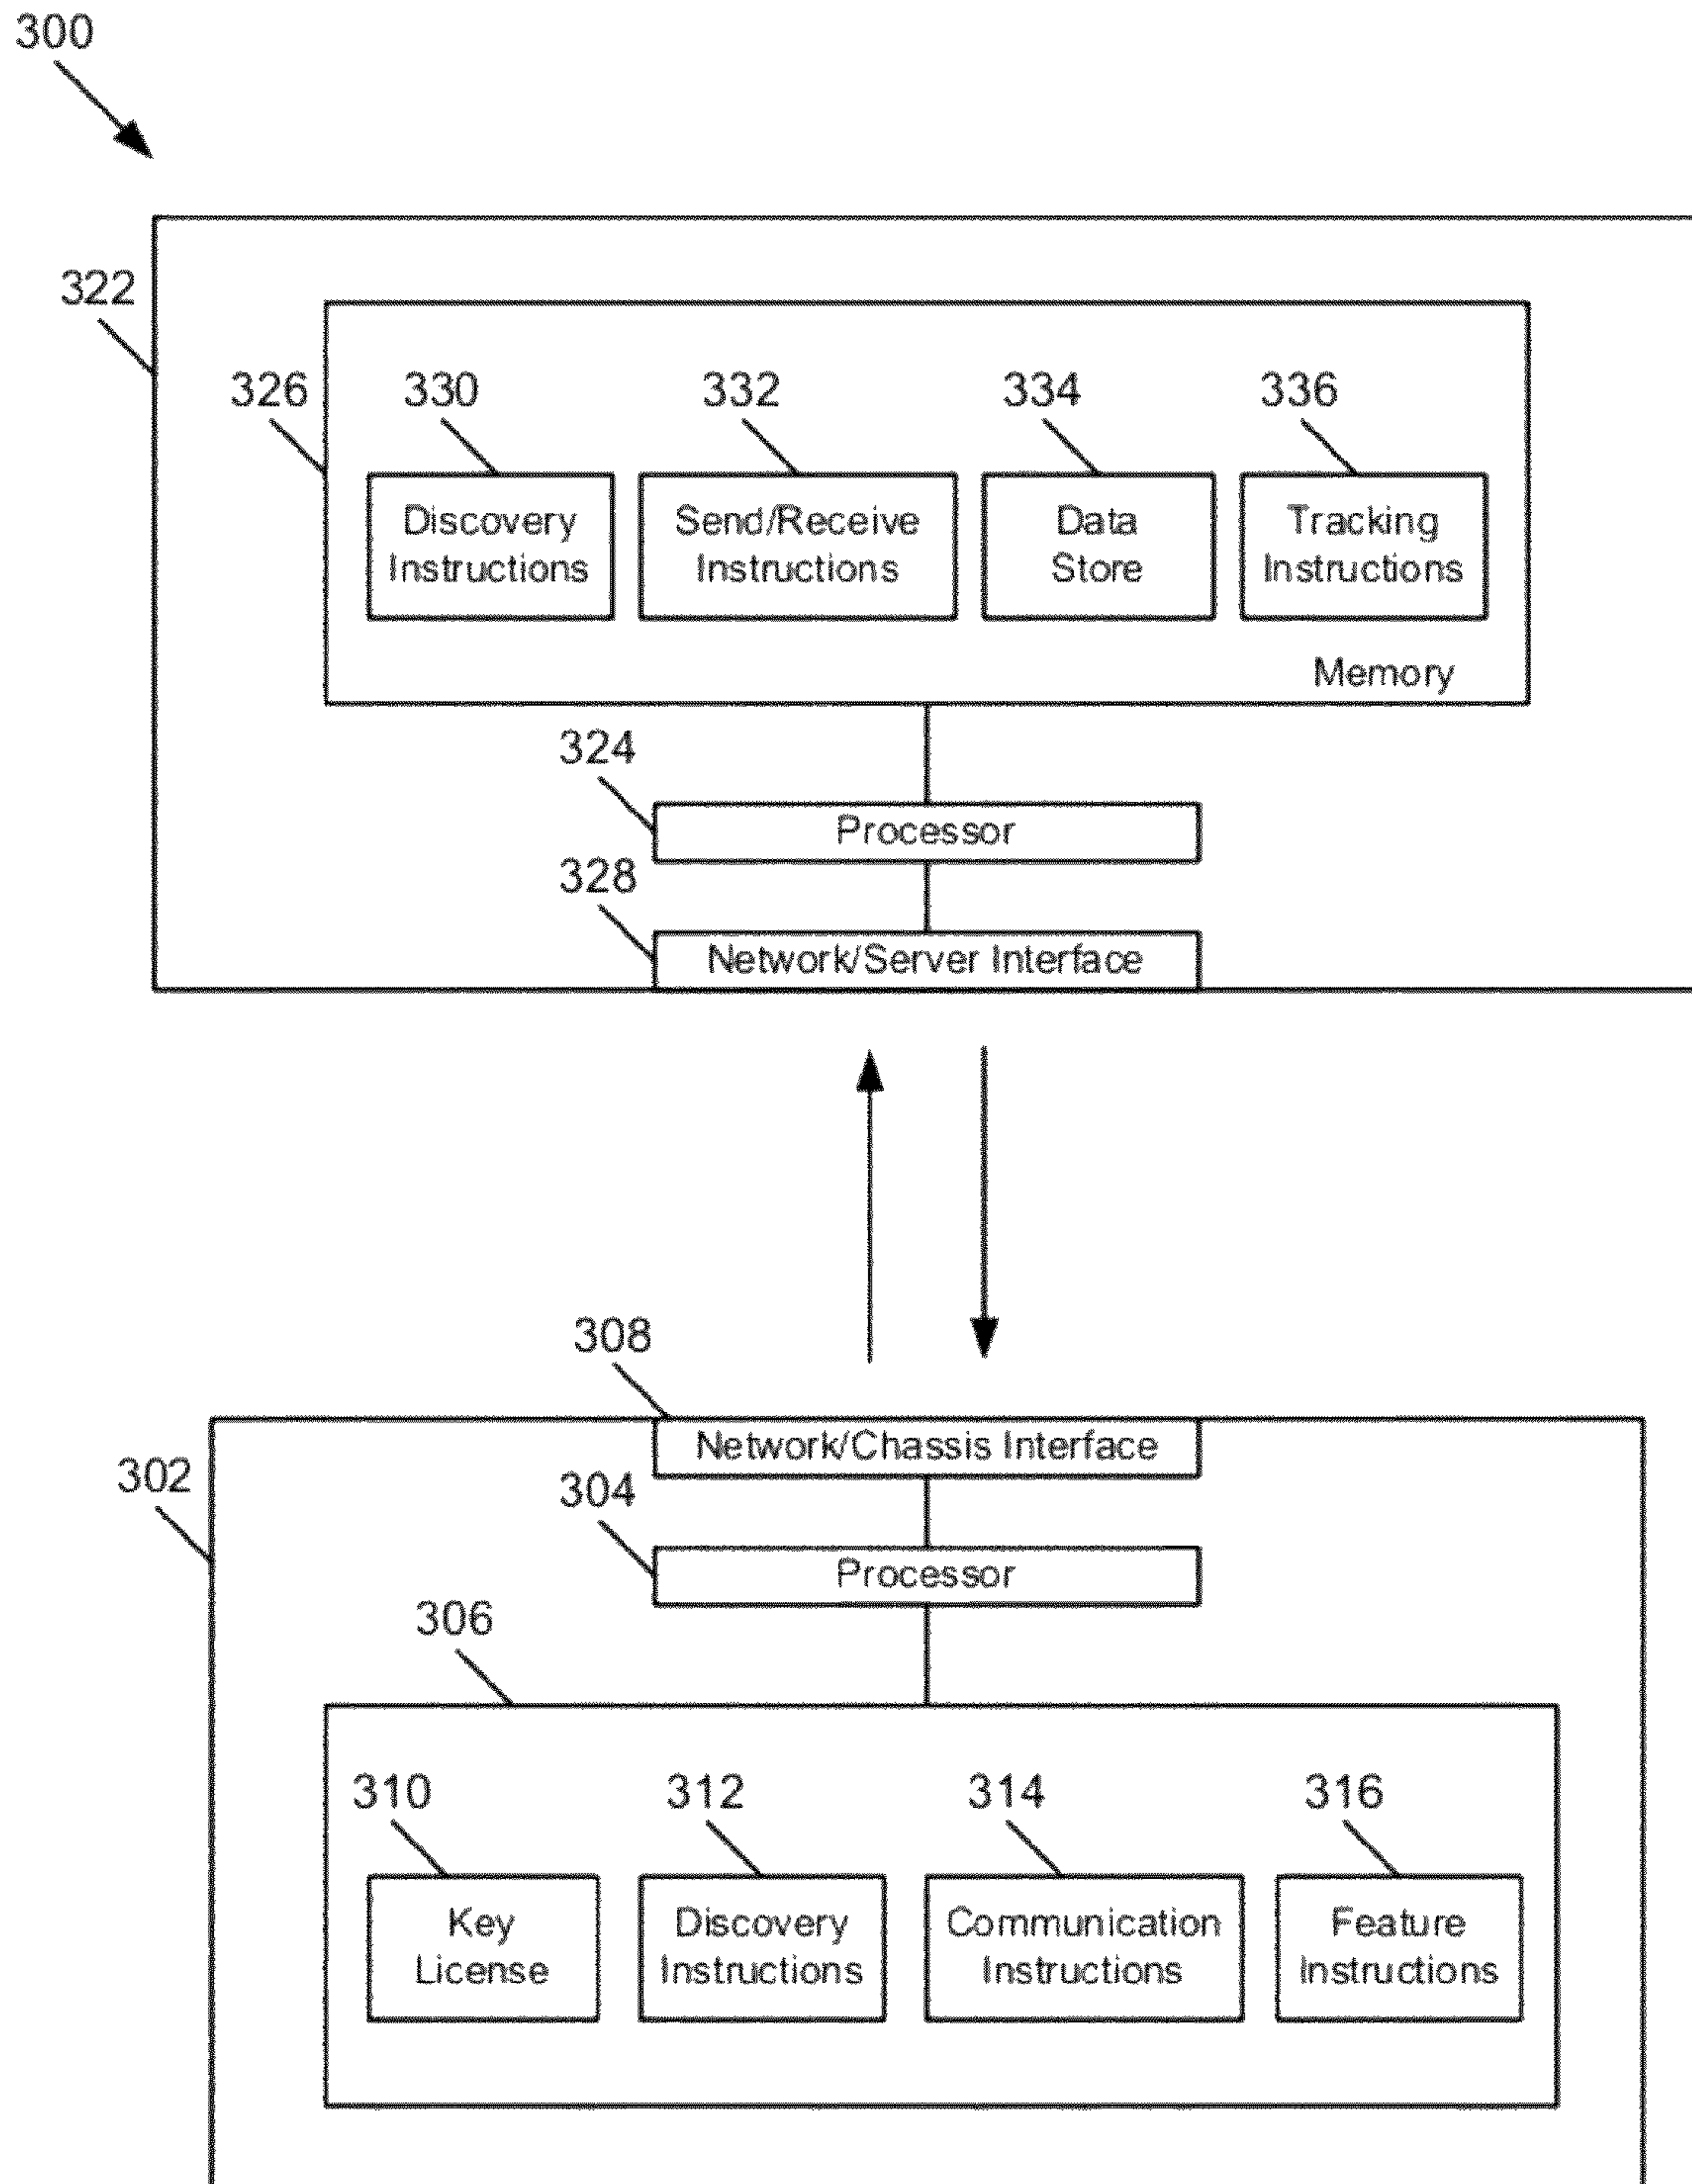 300
322
326
330
332
334
336
Discovery
Instructions
Send/Receive
Instructions
Data
Store
Tracking
Instructions
Memory
324
Processor
328
Network/Server Interface
308
Network/Chassis Interface
302
304
Processor
306
310
312
314
316
Key
License
Discovery
Instructions
Communication
Instructions
Feature
Instructions